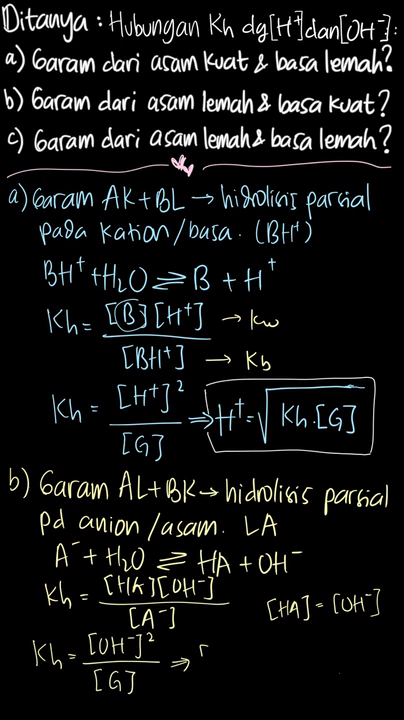 Ditanya : Hubungan Kh dg [H⁺] dan [OH⁻] :
a) Garam dari asam kuat & basa lemah?
b) Garam dari asam lemah & basa kuat?
c) Garam dari asam lemah & basa lemah?
a) Garam AK + BL → hidrolisis parsial
pada kation / basa. (BH⁺)
BH⁺ + H₂O ⇌ B + H⁺
Kh = [B] [H⁺] / [BH⁺] → Kw → Kb
Kh = [H⁺]² / [G] ⇒ H⁺ = √Kh.[G]
b) Garam AL + BK → hidrolisis parsial
pd anion / asam. LA
A⁻ + H₂O ⇌ HA + OH⁻
Kh = [HA] [OH⁻] / [A⁻] [HA] = [OH⁻]
Kh = [OH⁻]² / [G] ⇒